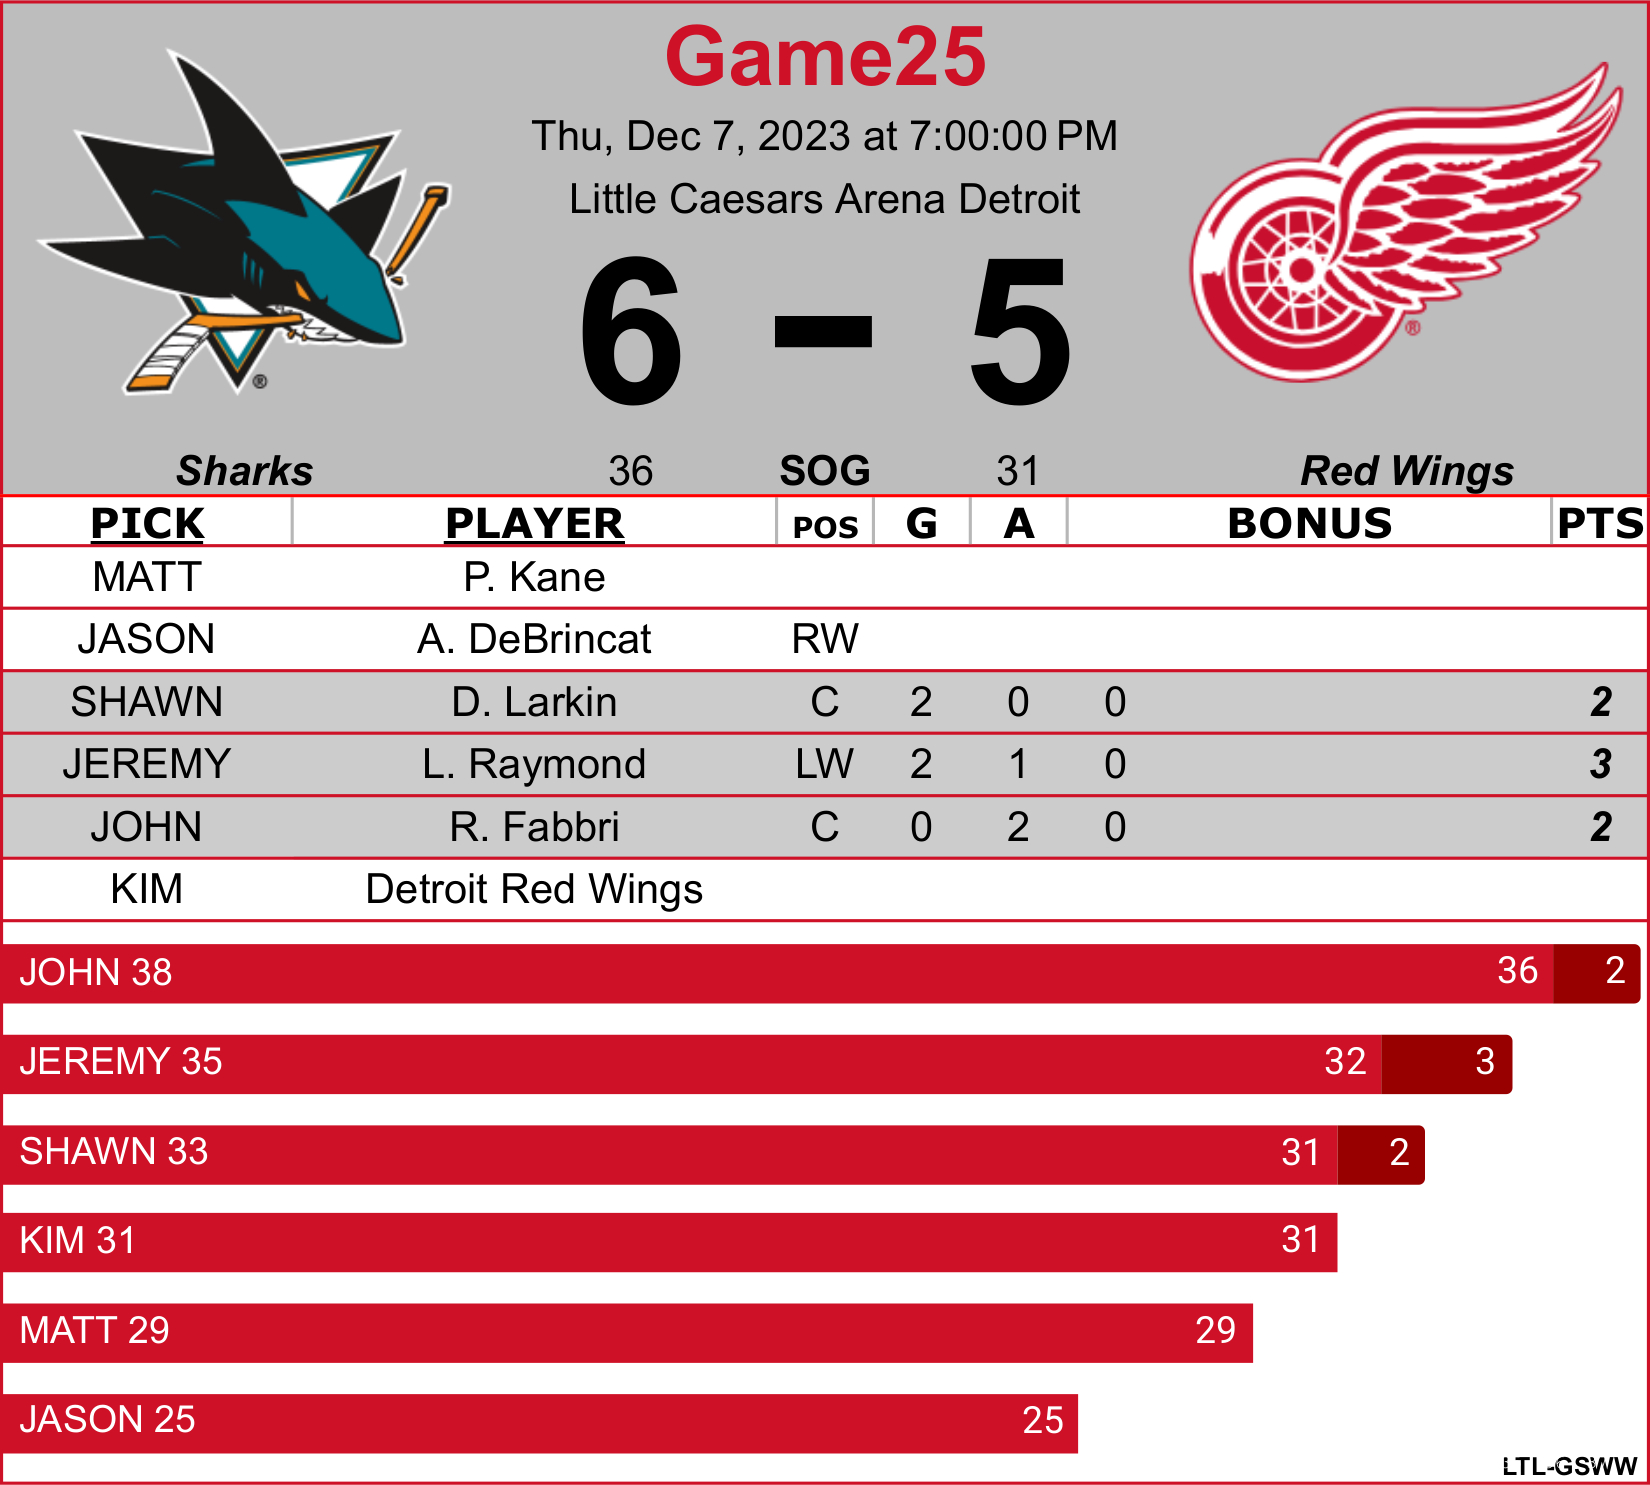 Game25
Thu, Dec 7, 2023 at 7:00:00 PM
Little Caesars Arena Detroit
6 – 5
®
®
Sharks 36 SOG 31 Red Wings
PICK PLAYER POS G A BONUS PTS
MATT P. Kane
JASON A. DeBrincat RW
SHAWN D. Larkin C 2 0 0 2
JEREMY L. Raymond LW 2 1 0 3
JOHN R. Fabbri C 0 2 0 2
KIM Detroit Red Wings
JOHN 38 36 2
JEREMY 35 32 3
SHAWN 33 31 2
KIM 31 31
MATT 29 29
JASON 25 25
LTL-GSWW